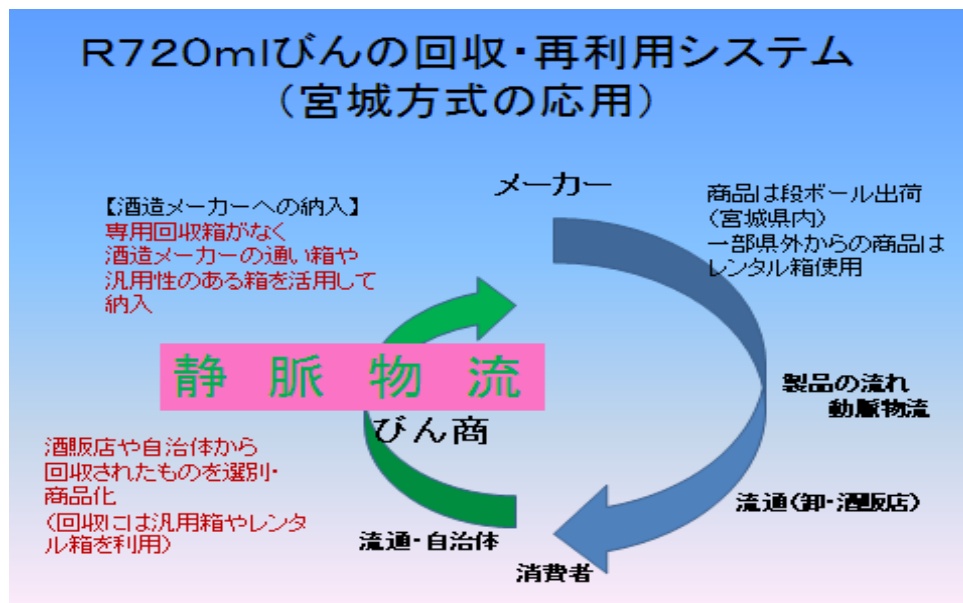 R720mlびんの回収・再利用システム
(宮城方式の応用)
メーカー
【酒造メーカーへの納入】
専用回収箱がなく
酒造メーカーの通い箱や
汎用性のある箱を活用して
納入
商品は段ボール出荷
(宮城県内)
一部県外からの商品は
レンタル箱使用
静脈物流
びん商
製品の流れ
動脈物流
酒販店や自治体から
回収されたものを選別・
商品化
(回収には汎用箱やレンタ
ル箱を利用)
流通(卸・酒販店)
流通・自治体
消費者